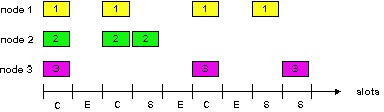 node 1 1 1 1 1
node 2 2 2 2
node 3 3 3 3
slots
C E C S E C E S S